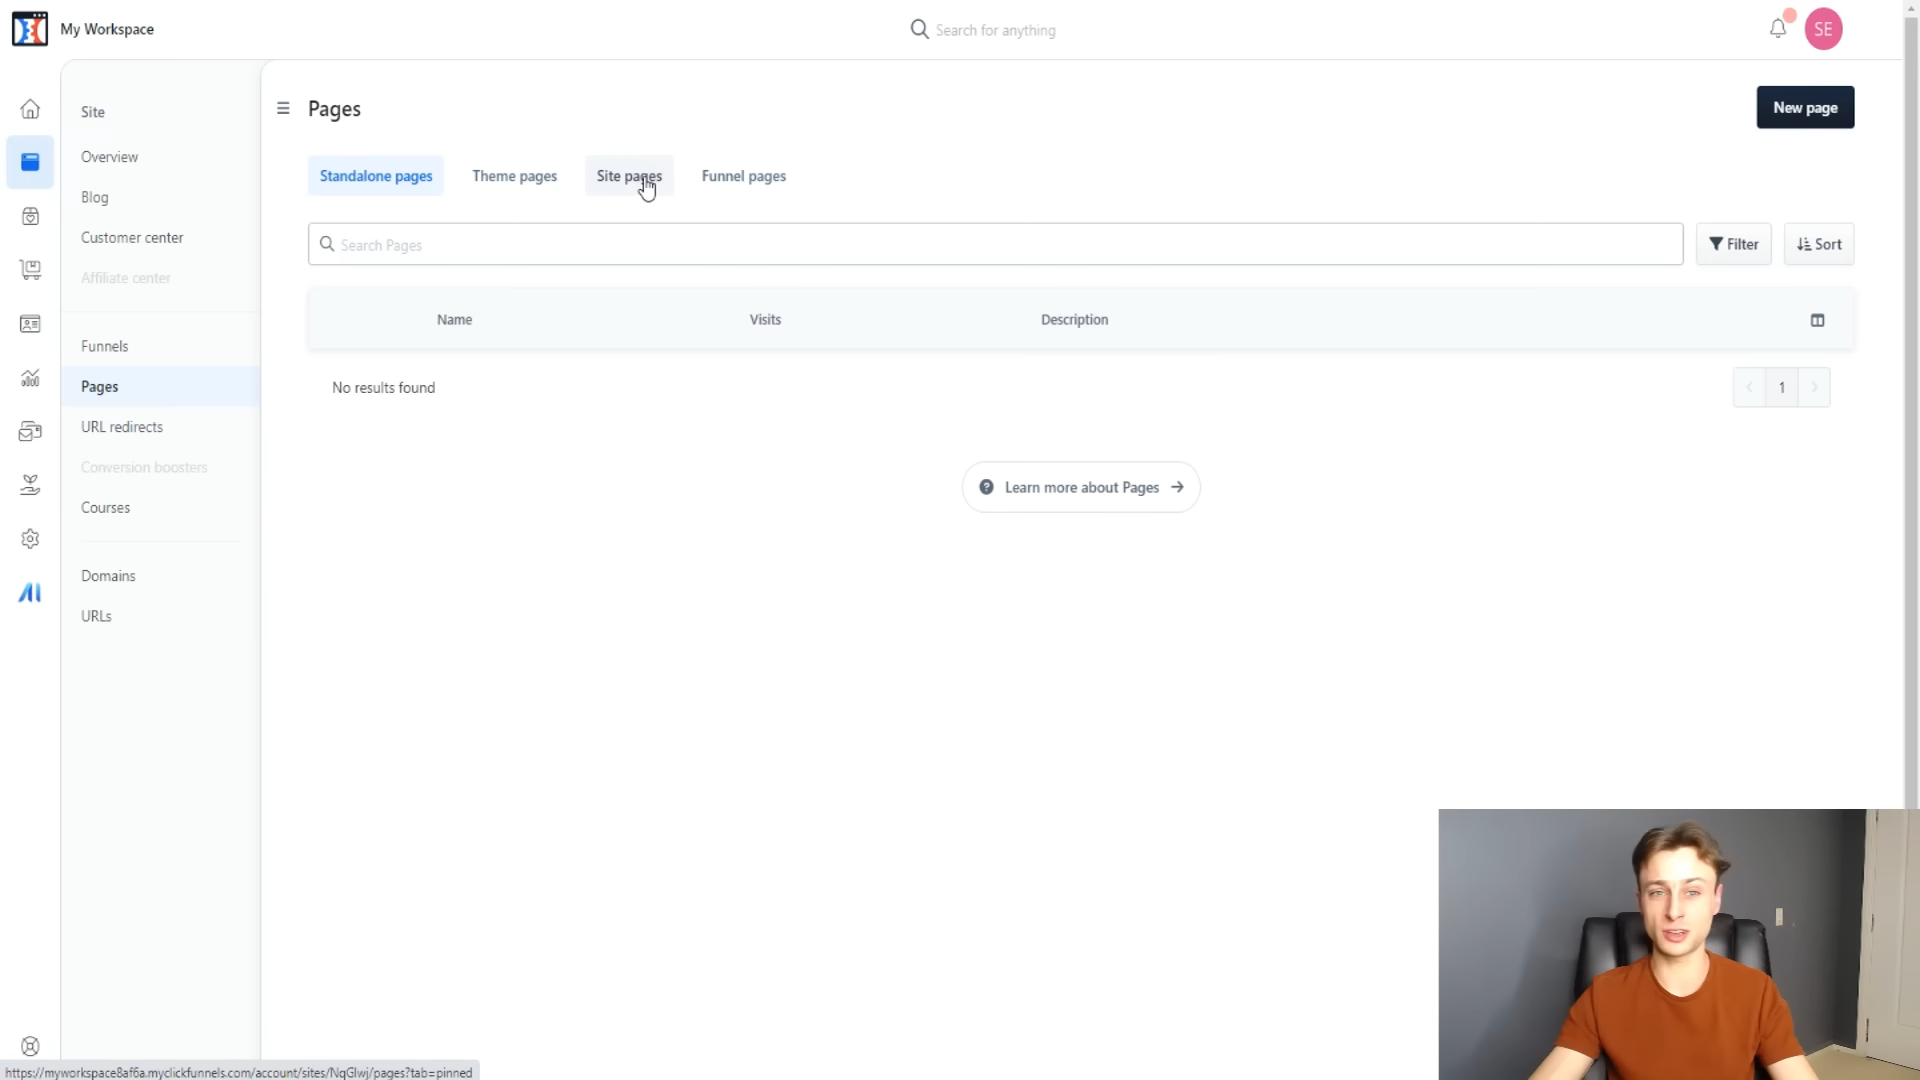 My Workspace
Search for anything
SE
Site
Overview
Blog
Customer center
Affiliate center
Funnels
Pages
URL redirects
Conversion boosters
Courses
Domains
URLs
AI
Pages
New page
Standalone pages
Theme pages
Site pages
Funnel pages
Search Pages
Filter
Sort
Name
Visits
Description
No results found
1
Learn more about Pages
https://myworkspace8af6a.myclickfunnels.com/account/sites/NqGlwj/pages?tab=pinned